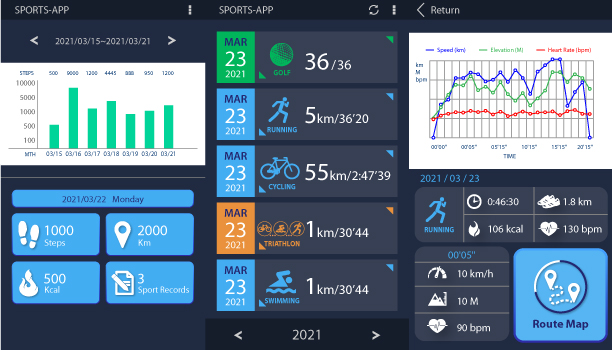 SPORTS-APP
2021/03/15~2021/03/21
STEPS 500 9000 1200 4445 888 950 1200
10000
5000
1000
500
100
MTH 03/15 03/16 03/17 03/18 03/19 03/20 03/21
2021/03/22 Monday
1000
Steps
2000
Km
500
Kcal
3
Sport Records
SPORTS-APP
MAR
23
2021
GOLF
36/36
MAR
23
2021
RUNNING
5km/36'20
MAR
23
2021
CYCLING
55km/2:47'39
MAR
23
2021
TRIATHLON
1km/30'44
MAR
23
2021
SWIMMING
1km/30'44
2021
Return
Speed (km) Elevation (M) Heart Rate (bpm)
km
M
bpm
00'00" 00'05" 05'15" 10'15" 15'15" 20'15"
TIME
2021 / 03 / 23
RUNNING
0:46:30
1.8 km
106 kcal
130 bpm
00'05"
10 km/h
10 M
90 bpm
Route Map